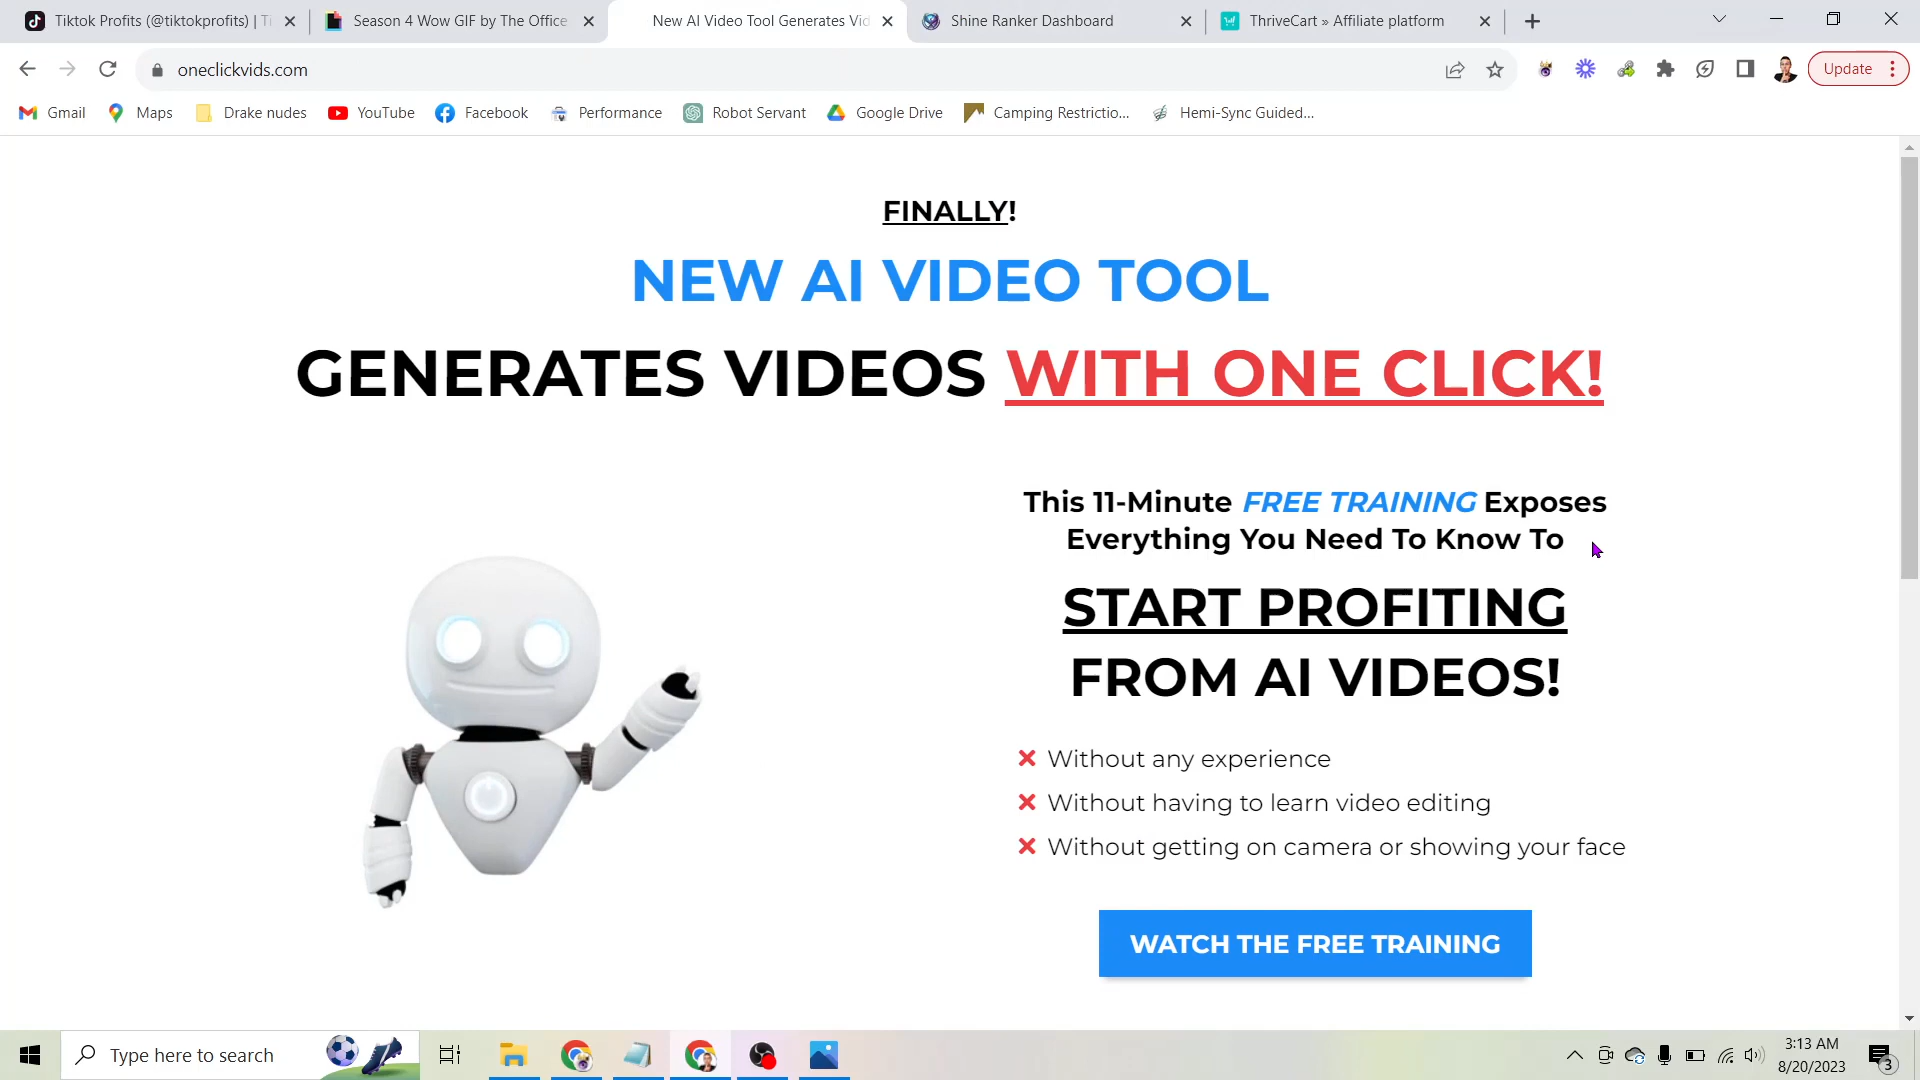 Tiktok Profits (@tiktokprofits) | Ti
Season 4 Wow GIF by The Office
New AI Video Tool Generates Vid
Shine Ranker Dashboard
ThriveCart » Affiliate platform
oneclickvids.com
Update
Gmail
Maps
Drake nudes
YouTube
Facebook
Performance
Robot Servant
Google Drive
Camping Restrictio...
Hemi-Sync Guided...
FINALLY!
NEW AI VIDEO TOOL
GENERATES VIDEOS WITH ONE CLICK!
This 11-Minute FREE TRAINING Exposes
Everything You Need To Know To
START PROFITING
FROM AI VIDEOS!
Without any experience
Without having to learn video editing
Without getting on camera or showing your face
WATCH THE FREE TRAINING
Type here to search
3:13 AM
8/20/2023
3